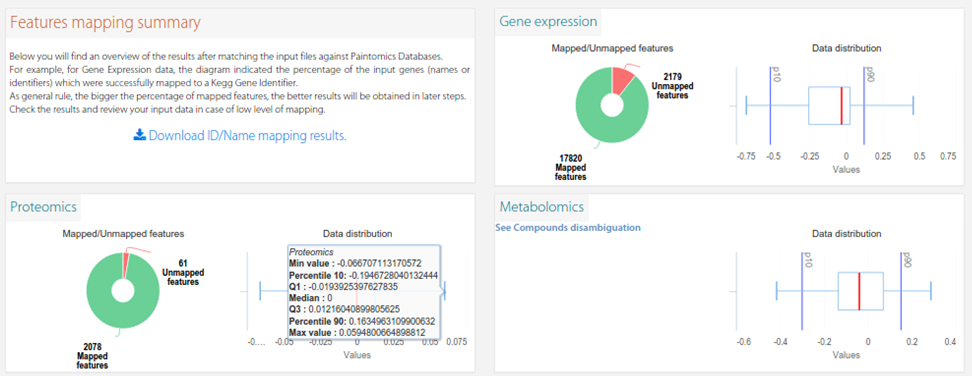 Features mapping summary
Below you will find an overview of the results after matching the input files against Paintomics Databases.
For example, for Gene Expression data, the diagram indicated the percentage of the input genes (names or
identifiers) which were successfully mapped to a Kegg Gene Identifier.
As general rule, the bigger the percentage of mapped features, the better results will be obtained in later steps.
Check the results and review your input data in case of low level of mapping.
Download ID/Name mapping results.
Gene expression
Mapped/Unmapped features
2179
Unmapped
features
17820
Mapped
features
Data distribution
p10
p90
-0.75 -0.5 -0.25 0 0.25 0.5 0.75
Values
Proteomics
Mapped/Unmapped features
61
Unmapped
features
2078
Mapped
features
Data distribution
Proteomics
Min value : -0.066707113170572
Percentile 10: -0.1946728040132444
Q1 : -0.0193925397627835
Median : 0
Q3 : 0.01216040899805625
Percentile 90: 0.1634963109900632
Max value : 0.0594800664898812
-0.... -0.05 -0.025 0 0.025 0.05 0.075
Values
Metabolomics
See Compounds disambiguation
Data distribution
p10
p90
-0.6 -0.4 -0.2 0 0.2 0.4
Values